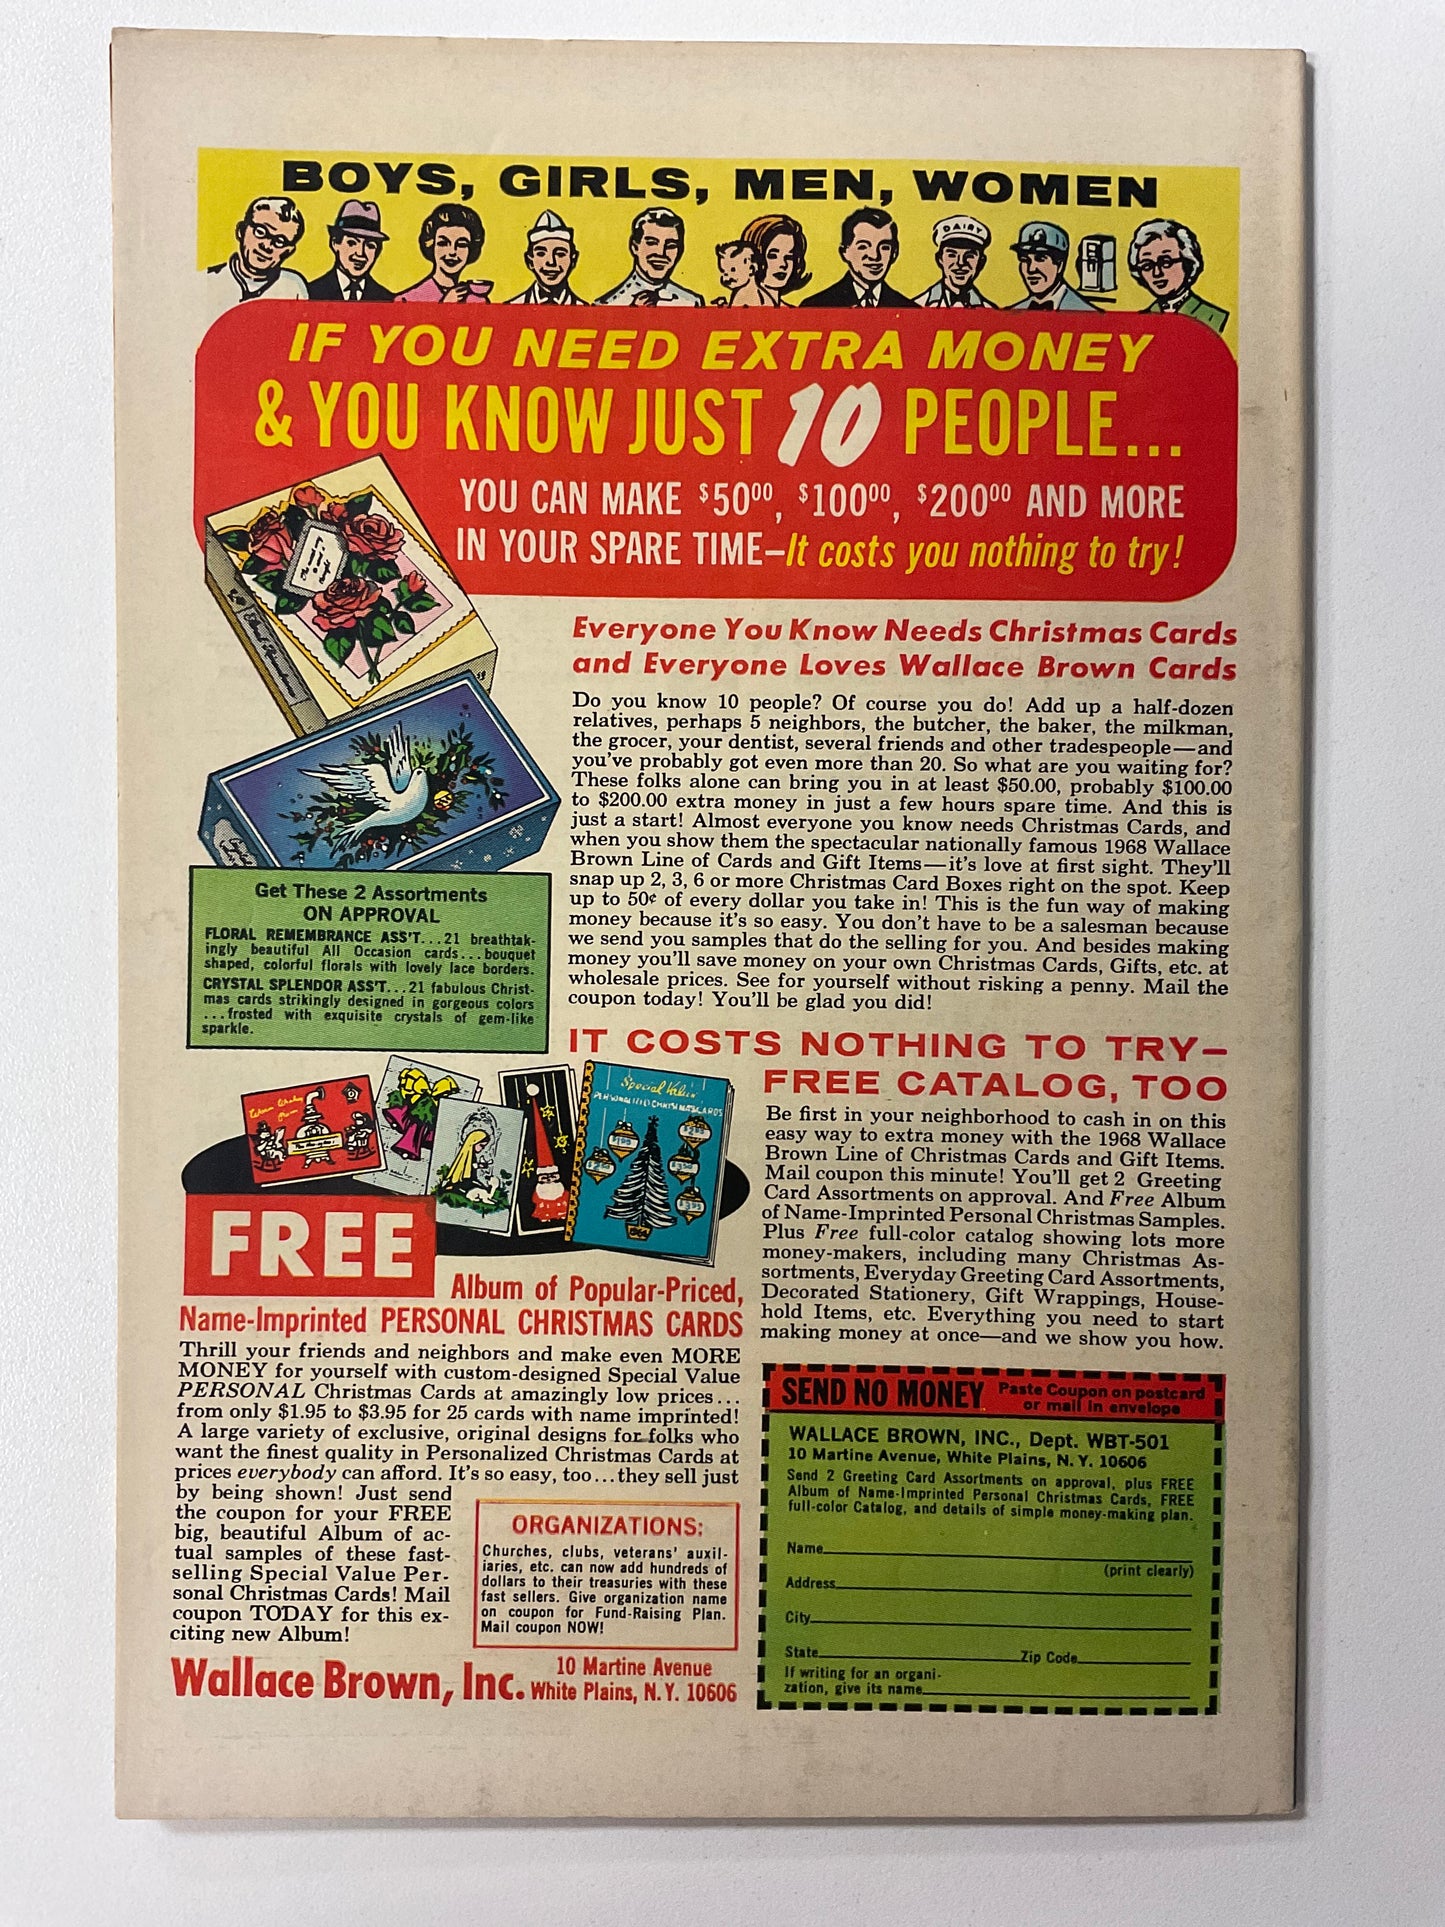 BOYS, GIRLS, MEN, WOMEN
DAIRY
IF YOU NEED EXTRA MONEY
& YOU KNOW JUST 10 PEOPLE...
YOU CAN MAKE $50⁰⁰, $100⁰⁰, $200⁰⁰ AND MORE
IN YOUR SPARE TIME—It costs you nothing to try!
Everyone You Know Needs Christmas Cards
and Everyone Loves Wallace Brown Cards
Do you know 10 people? Of course you do! Add up a half-dozen
relatives, perhaps 5 neighbors, the butcher, the baker, the milkman,
the grocer, your dentist, several friends and other tradespeople—and
you've probably got even more than 20. So what are you waiting for?
These folks alone can bring you in at least $50.00, probably $100.00
to $200.00 extra money in just a few hours spare time. And this is
just a start! Almost everyone you know needs Christmas Cards, and
when you show them the spectacular nationally famous 1968 Wallace
Brown Line of Cards and Gift Items—it's love at first sight. They'll
snap up 2, 3, 6 or more Christmas Card Boxes right on the spot. Keep
up to 50¢ of every dollar you take in! This is the fun way of making
money because it's so easy. You don't have to be a salesman because
we send you samples that do the selling for you. And besides making
money you'll save money on your own Christmas Cards, Gifts, etc. at
wholesale prices. See for yourself without risking a penny. Mail the
coupon today! You'll be glad you did!
Get These 2 Assortments
ON APPROVAL
FLORAL REMEMBRANCE ASS'T...21 breathtak-
ingly beautiful All Occasion cards...bouquet
shaped, colorful florals with lovely lace borders.
CRYSTAL SPLENDOR ASS'T...21 fabulous Christ-
mas cards strikingly designed in gorgeous colors
...frosted with exquisite crystals of gem-like
sparkle.
IT COSTS NOTHING TO TRY—
FREE CATALOG, TOO
Be first in your neighborhood to cash in on this
easy way to extra money with the 1968 Wallace
Brown Line of Christmas Cards and Gift Items.
Mail coupon this minute! You'll get 2 Greeting
Card Assortments on approval. And Free Album
of Name-Imprinted Personal Christmas Samples.
Plus Free full-color catalog showing lots more
money-makers, including many Christmas As-
sortments, Everyday Greeting Card Assortments,
Decorated Stationery, Gift Wrappings, House-
hold Items, etc. Everything you need to start
making money at once—and we show you how.
Special Value
PERSONALIZED CHRISTMAS CARDS
FREE
Album of Popular-Priced,
Name-Imprinted PERSONAL CHRISTMAS CARDS
Thrill your friends and neighbors and make even MORE
MONEY for yourself with custom-designed Special Value
PERSONAL Christmas Cards at amazingly low prices...
from only $1.95 to $3.95 for 25 cards with name imprinted!
A large variety of exclusive, original designs for folks who
want the finest quality in Personalized Christmas Cards at
prices everybody can afford. It's so easy, too...they sell just
by being shown! Just send
the coupon for your FREE
big, beautiful Album of ac-
tual samples of these fast-
selling Special Value Per-
sonal Christmas Cards! Mail
coupon TODAY for this ex-
citing new Album!
ORGANIZATIONS:
Churches, clubs, veterans' auxil-
iaries, etc. can now add hundreds of
dollars to their treasuries with these
fast sellers. Give organization name
on coupon for Fund-Raising Plan.
Mail coupon NOW!
Wallace Brown, Inc. 10 Martine Avenue
White Plains, N.Y. 10606
SEND NO MONEY Paste Coupon on postcard
or mail in envelope
WALLACE BROWN, INC., Dept. WBT-501
10 Martine Avenue, White Plains, N. Y. 10606
Send 2 Greeting Card Assortments on approval, plus FREE
Album of Name-Imprinted Personal Christmas Cards, FREE
full-color Catalog, and details of simple money-making plan.
Name
(print clearly)
Address
City
State Zip Code
If writing for an organi-
zation, give its name